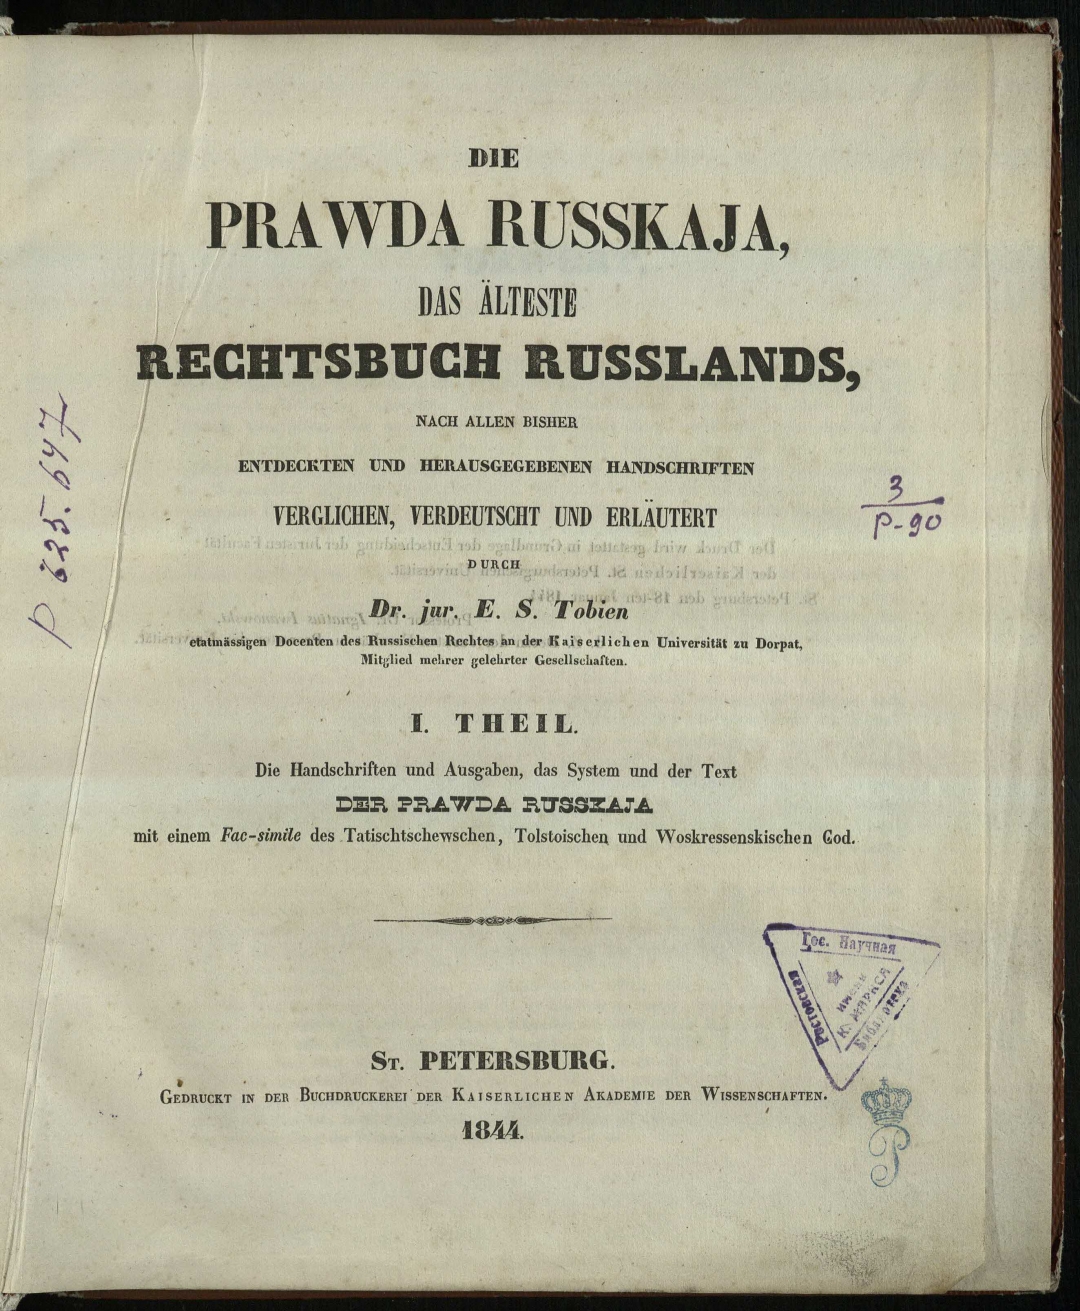 DIE
PRAWDA RUSSKAJA,
DAS ÄLTESTE
RECHTSBUCH RUSSLANDS,
NACH ALLEN BISHER
ENTDECKTEN UND HERAUSGEGEBENEN HANDSCHRIFTEN
VERGLICHEN, VERDEUTSCHT UND ERLÄUTERT
DURCH
Dr. jur. E. S. Tobien
etatmässigen Docenten des Russischen Rechtes an der Kaiserlichen Universität zu Dorpat,
Mitglied mehrer gelehrter Gesellschaften.
I. THEIL.
Die Handschriften und Ausgaben, das System und der Text
DER PRAWDA RUSSKAJA
mit einem Fac-simile des Tatischtschewschen, Tolstoischen und Woskressenskischen Cod.
St. PETERSBURG.
Gedruckt in der Buchdruckerei der Kaiserlichen Akademie der Wissenschaften.
1844.
Р 625.647
3
Р-90
Гос. Научная
Ростовская
имени
К. МАРКСА
Библиотека
P